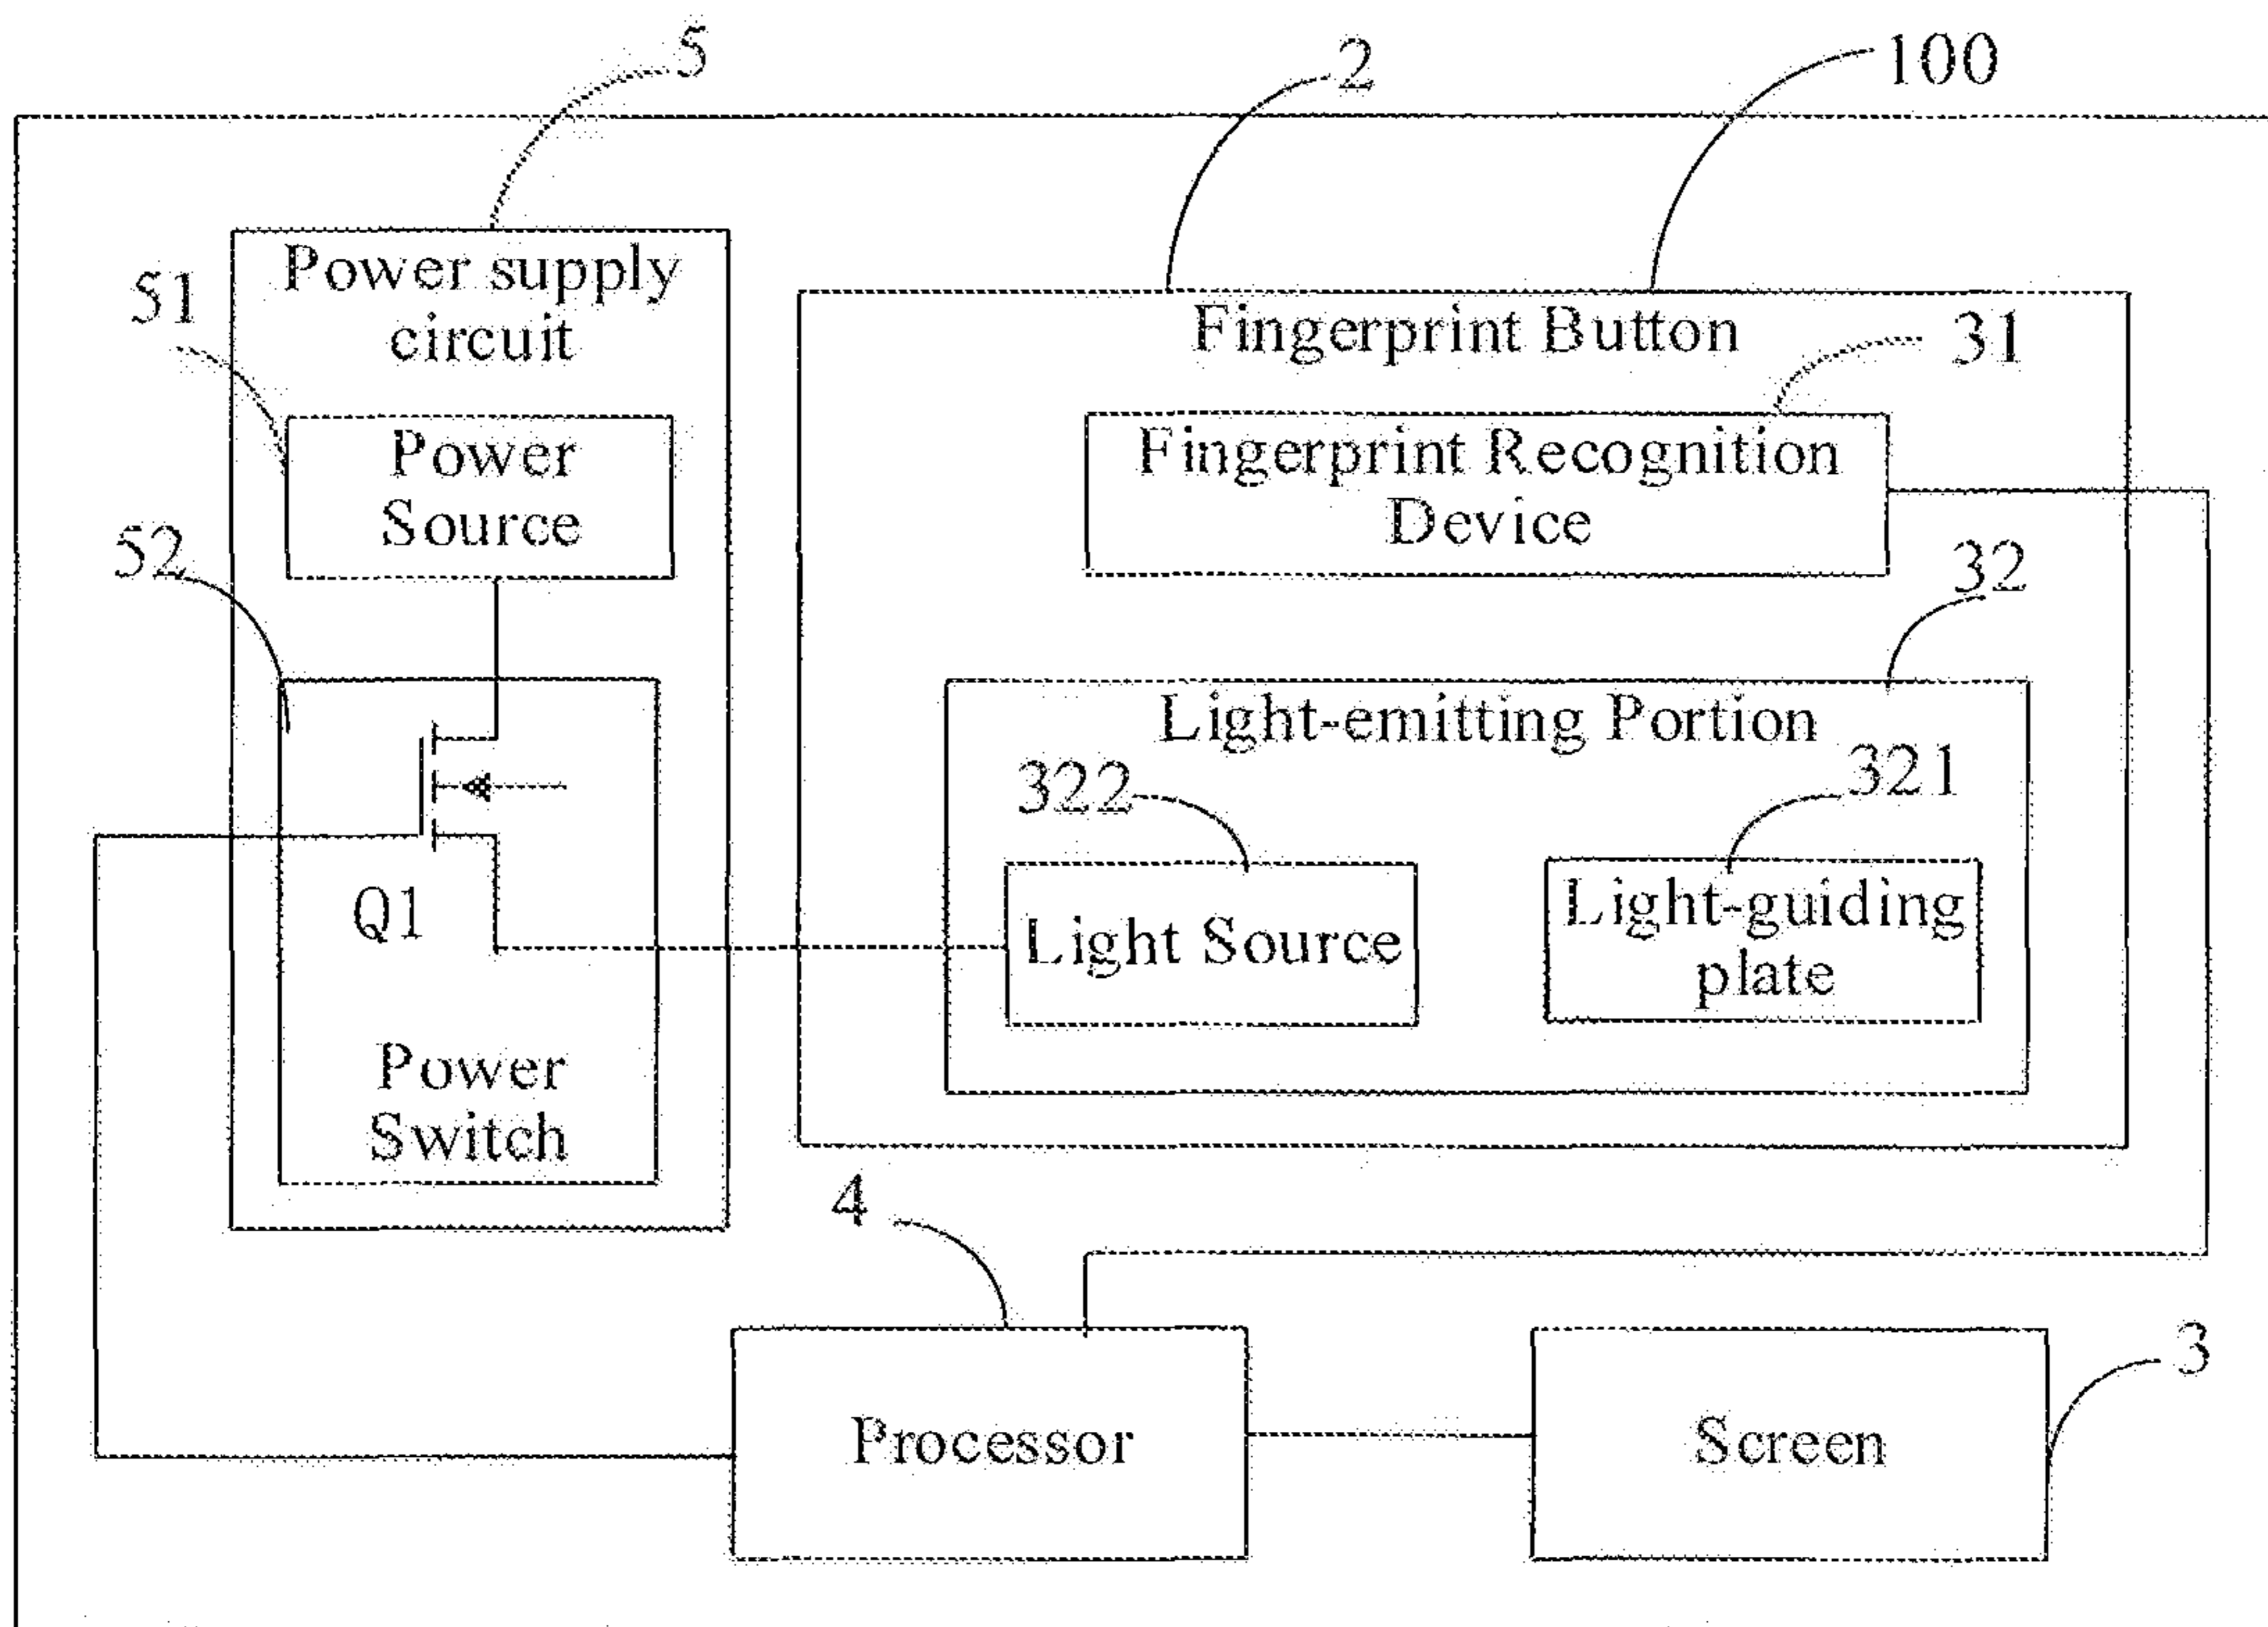 5
2
100
Power supply
circuit
51
Fingerprint Button
31
Power
Source
Fingerprint Recognition
Device
52
32
Light-emitting Portion
322
321
Q1
Light Source
Light-guiding
plate
Power
Switch
4
Processor
Screen
3